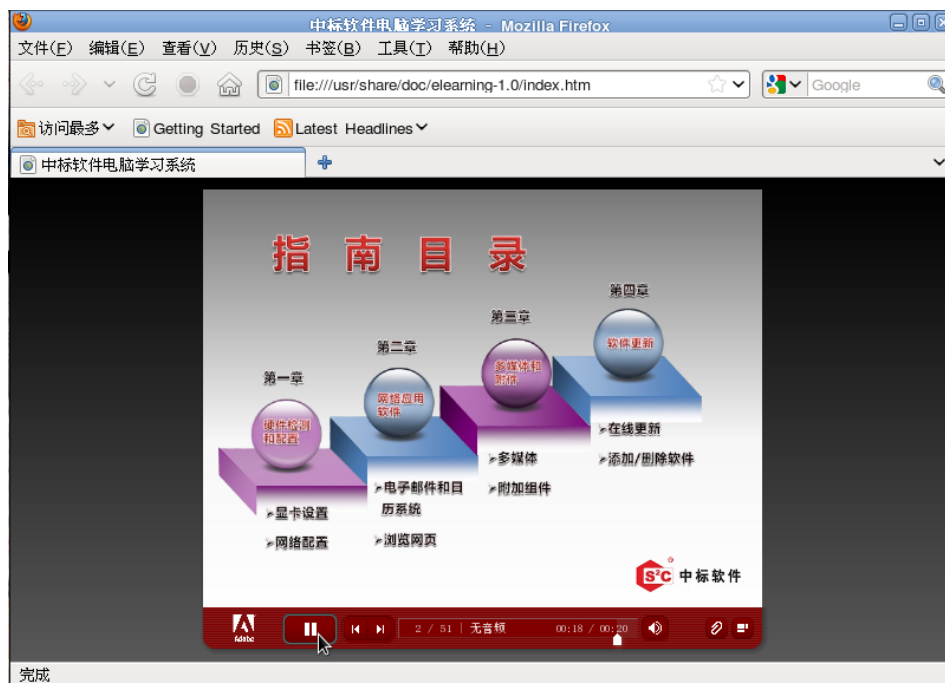 中标软件电脑学习系统 - Mozilla Firefox
文件(F) 编辑(E) 查看(V) 历史(S) 书签(B) 工具(T) 帮助(H)
file:///usr/share/doc/elearning-1.0/index.htm
Google
访问最多 Getting Started Latest Headlines
中标软件电脑学习系统
指南目录
第四章
软件更新
第三章
多媒体和
附件
第二章
网络应用
软件
第一章
硬件检测
和配置
➢在线更新
➢添加/删除软件
➢多媒体
➢附加组件
➢电子邮件和日
历系统
➢浏览网页
➢显卡设置
➢网络配置
S²C 中标软件
Adobe
2 / 51 | 无音频 00:18 / 00:20
完成